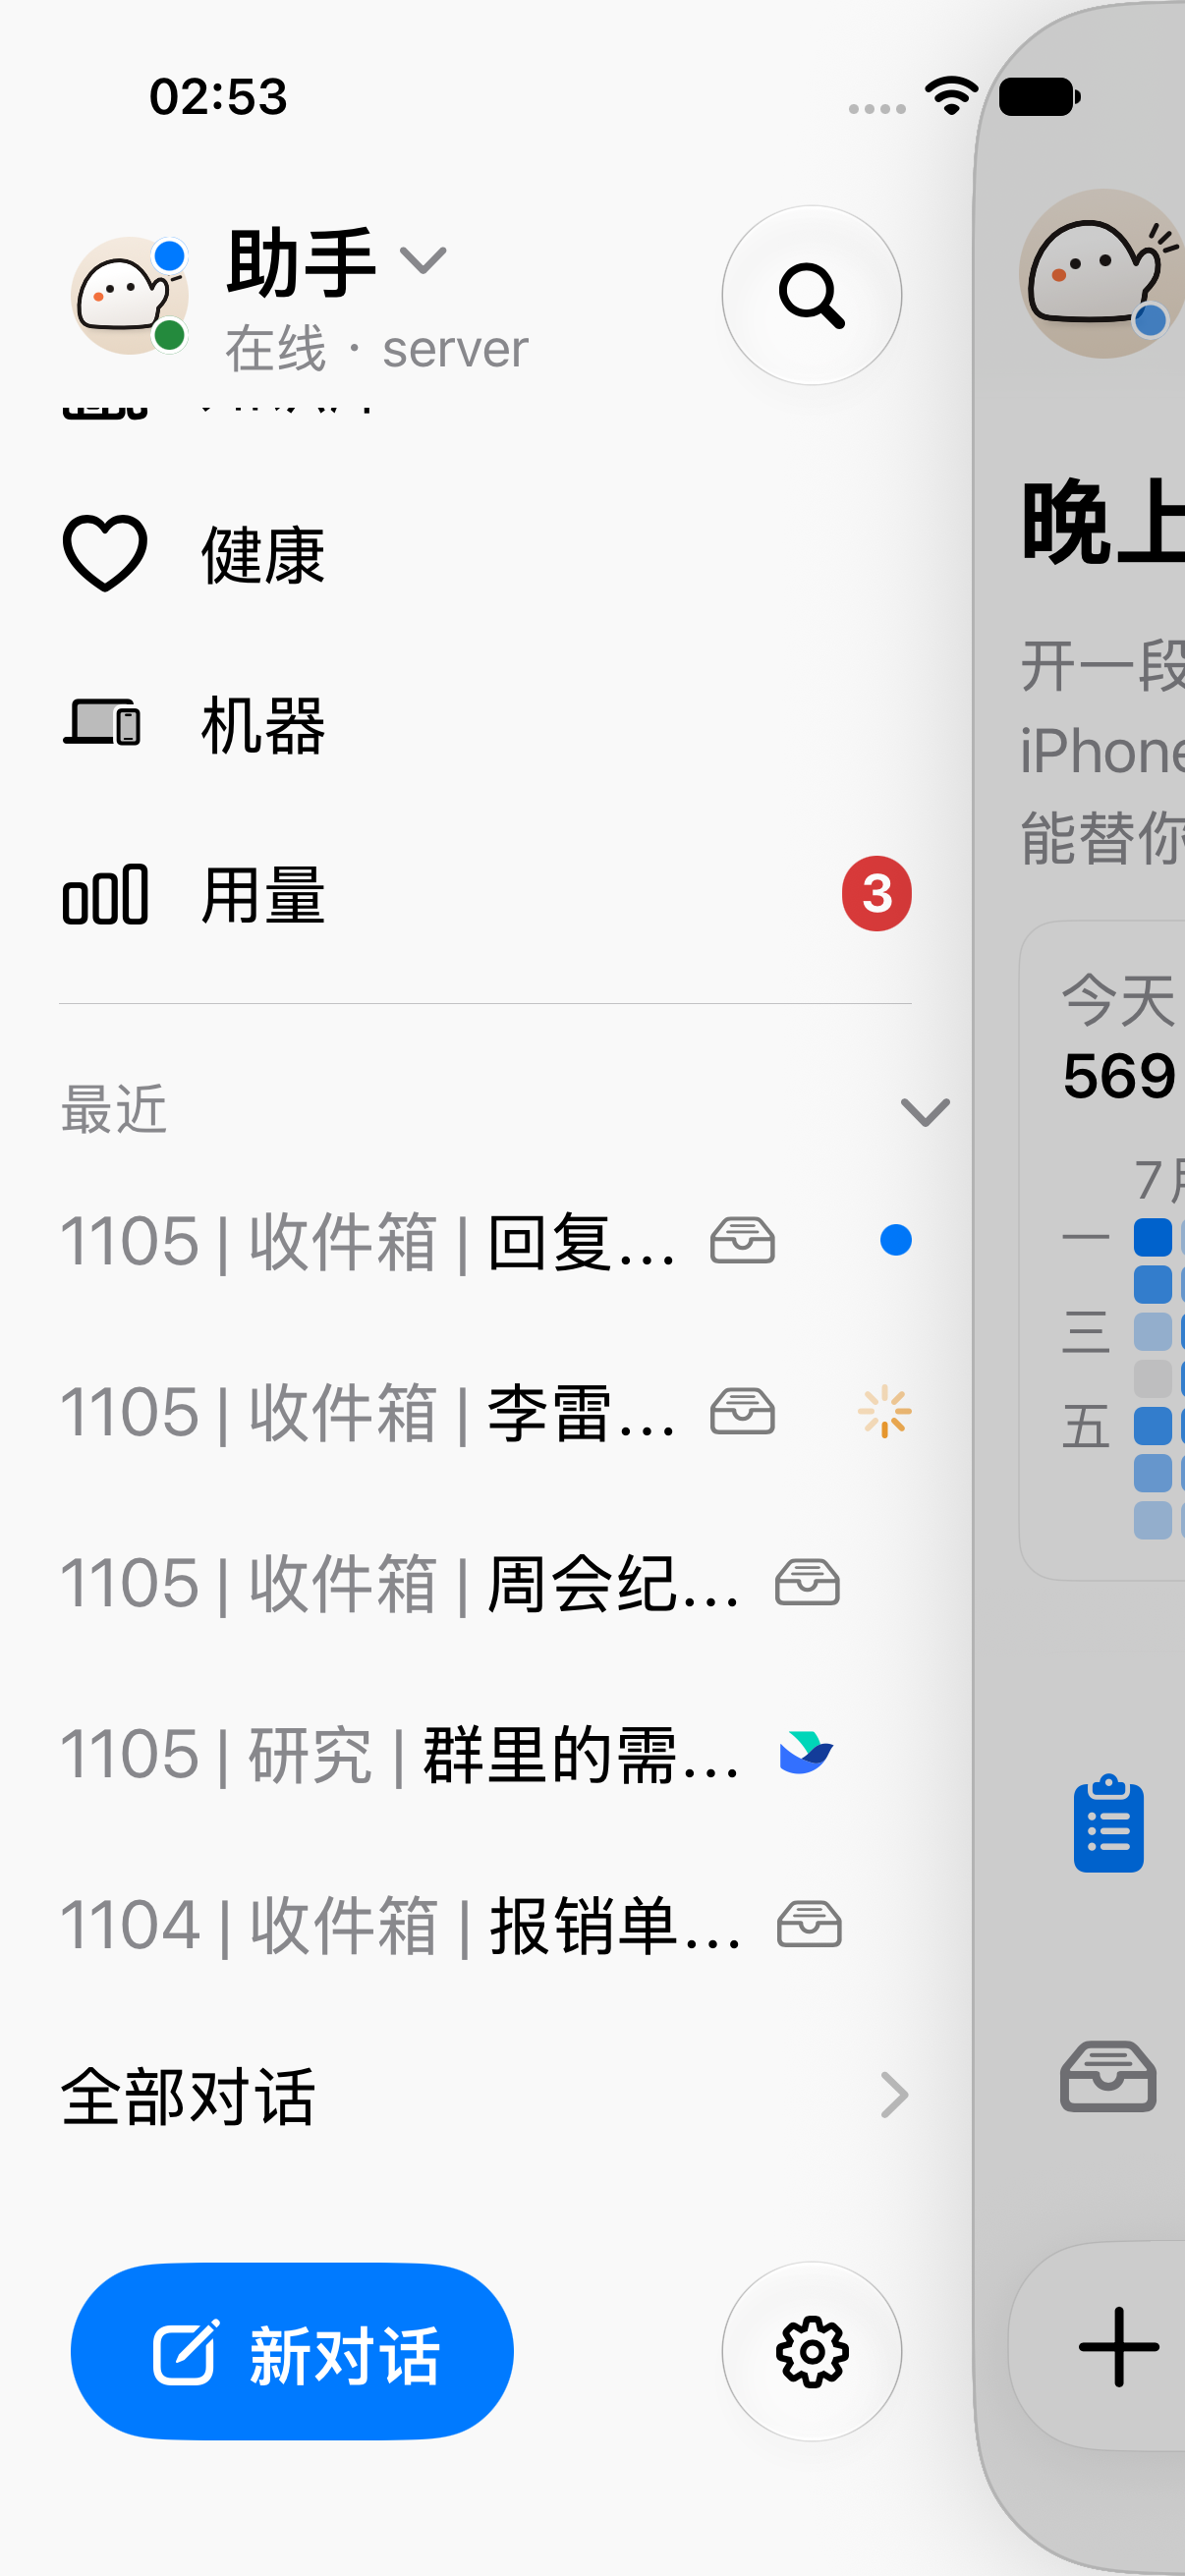 02:53
助手
在线 · server
健康
机器
用量
3
最近
1105 | 收件箱 | 回复...
1105 | 收件箱 | 李雷...
1105 | 收件箱 | 周会纪...
1105 | 研究 | 群里的需...
1104 | 收件箱 | 报销单...
全部对话
新对话
晚上
开一段
iPhone
能替你
今天
569
7月
一
三
五